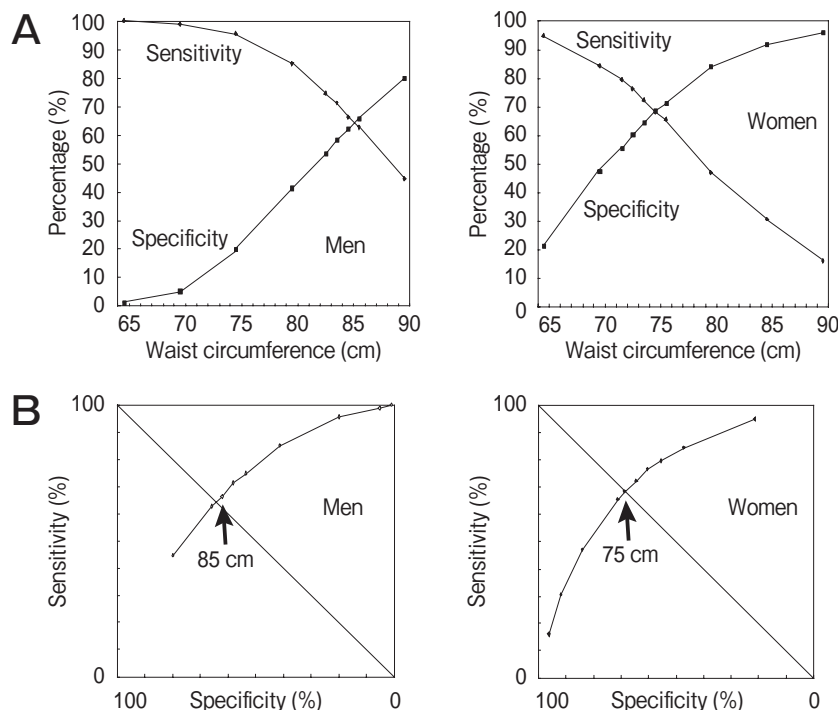 A
Percentage (%)
100
90
80
70
60
50
40
30
20
10
0
Sensitivity
Specificity
Men
65 70 75 80 85 90
Waist circumference (cm)
Percentage (%)
100
90
80
70
60
50
40
30
20
10
0
Sensitivity
Women
Specificity
65 70 75 80 85 90
Waist circumference (cm)
B
Sensitivity (%)
100
0
Men
85 cm
100 Specificity (%) 0
Sensitivity (%)
100
0
Women
75 cm
100 Specificity (%) 0